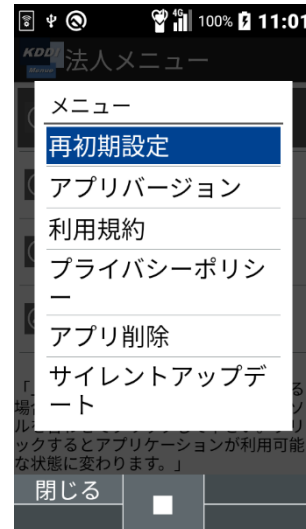 4G 100% 11:01
KDDI 法人メニュー
メニュー
再初期設定
アプリバージョン
利用規約
プライバシーポリシ
ー
アプリ削除
サイレントアップデ
ート
ックするとアプリケーションが利用可能
な状態に変わります。」
閉じる